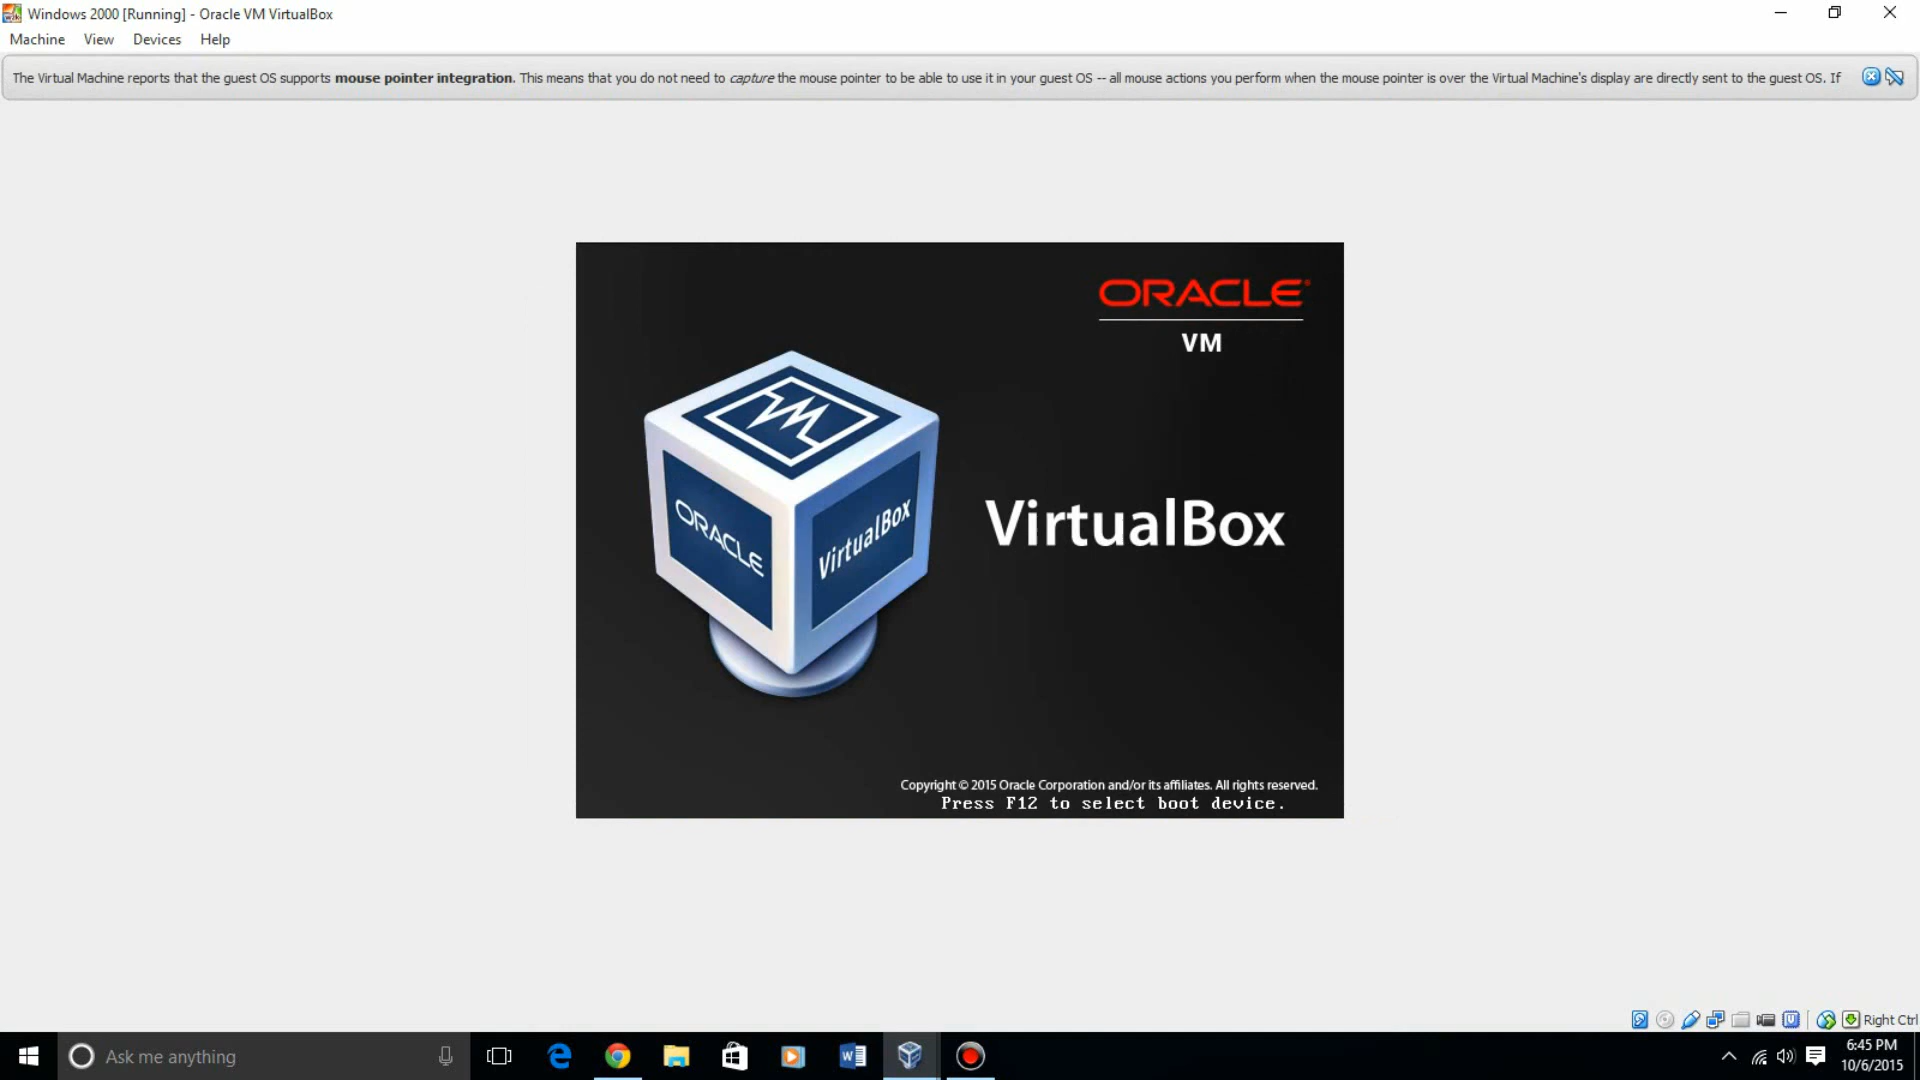 Windows 2000 [Running] - Oracle VM VirtualBox
Machine View Devices Help
The Virtual Machine reports that the guest OS supports mouse pointer integration. This means that you do not need to capture the mouse pointer to be able to use it in your guest OS -- all mouse actions you perform when the mouse pointer is over the Virtual Machine's display are directly sent to the guest OS. If
ORACLE
VM
ORACLE
VirtualBox
VirtualBox
Copyright © 2015 Oracle Corporation and/or its affiliates. All rights reserved.
Press F12 to select boot device.
Right Ctrl
Ask me anything
6:45 PM
10/6/2015